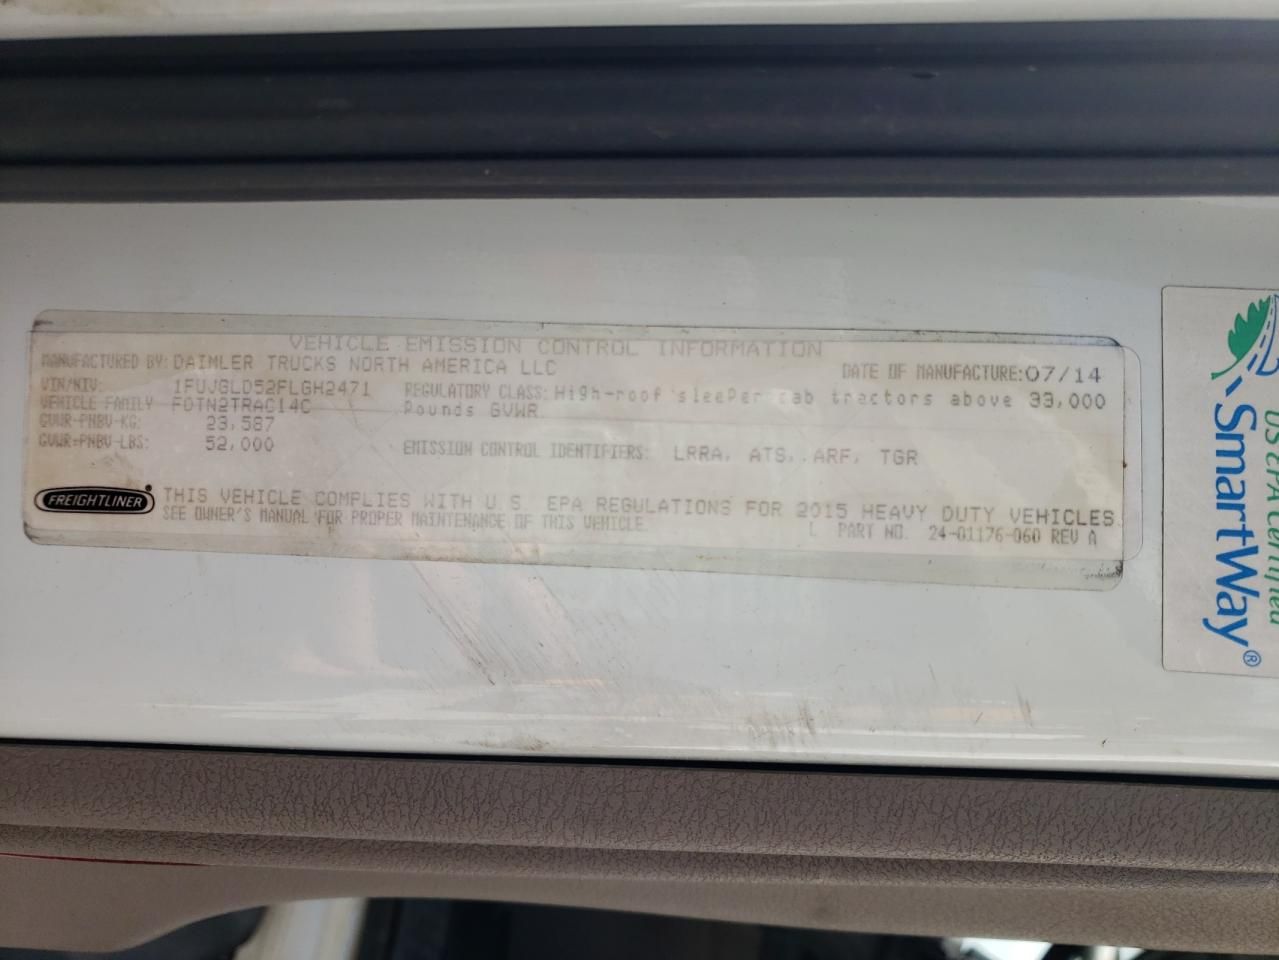 VEHICLE EMISSION CONTROL INFORMATION
MANUFACTURED BY: DAIMLER TRUCKS NORTH AMERICA LLC
DATE OF MANUFACTURE: 07/14
VIN/NIV: 1FUJGLD52FLGH2471
REGULATORY CLASS: High-roof sleeper cab tractors above 33,000
VEHICLE FAMILY FDTN2TRAC14C
Pounds GVWR
GVWR-PNBV-KG: 23,587
GVWR-PNBV-LBS: 52,000
EMISSION CONTROL IDENTIFIERS: LRRA, ATS, ARF, TGR
FREIGHTLINER
THIS VEHICLE COMPLIES WITH U.S. EPA REGULATIONS FOR 2015 HEAVY DUTY VEHICLES
SEE OWNER'S MANUAL FOR PROPER MAINTENANCE OF THIS VEHICLE.
L PART NO. 24-01176-060 REV A
SmartWay®
US EPA Certified